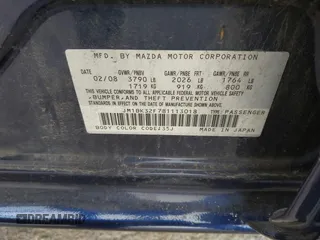 MFD. BY MAZDA MOTOR CORPORATION
GVWR/PNBV GAWR/PNBE FRT GAWR/PNBE RR
02/08 3790 LB 2026 LB 1764 LB
1719 KG 919 KG 800 KG
THIS VEHICLE CONFORMS TO ALL APPLICABLE
FEDERAL MOTOR VEHICLE SAFETY,
BUMPER, AND THEFT PREVENTION
STANDARDS IN EFFECT ON THE DATE OF
MANUFACTURE SHOWN ABOVE.
TYPE/PASSENGER
BODY COLOR CODE:35J MADE IN JAPAN